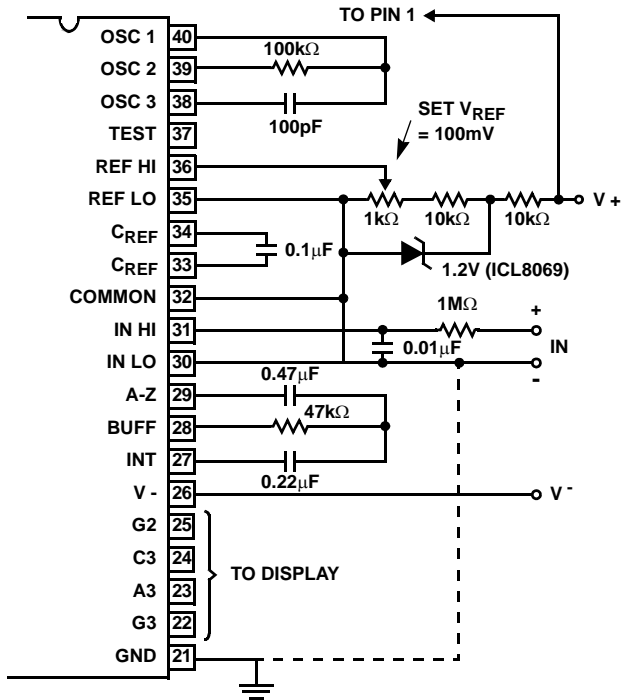 TO PIN 1
OSC 1 40
100kΩ
OSC 2 39
OSC 3 38
100pF
SET VREF
= 100mV
TEST 37
REF HI 36
REF LO 35
V +
1kΩ 10kΩ 10kΩ
CREF 34
0.1μF
CREF 33
1.2V (ICL8069)
COMMON 32
1MΩ
+
IN HI 31
0.01μF
IN
IN LO 30
-
0.47μF
A-Z 29
47kΩ
BUFF 28
INT 27
0.22μF
V - 26
V -
G2 25
C3 24
TO DISPLAY
A3 23
G3 22
GND 21